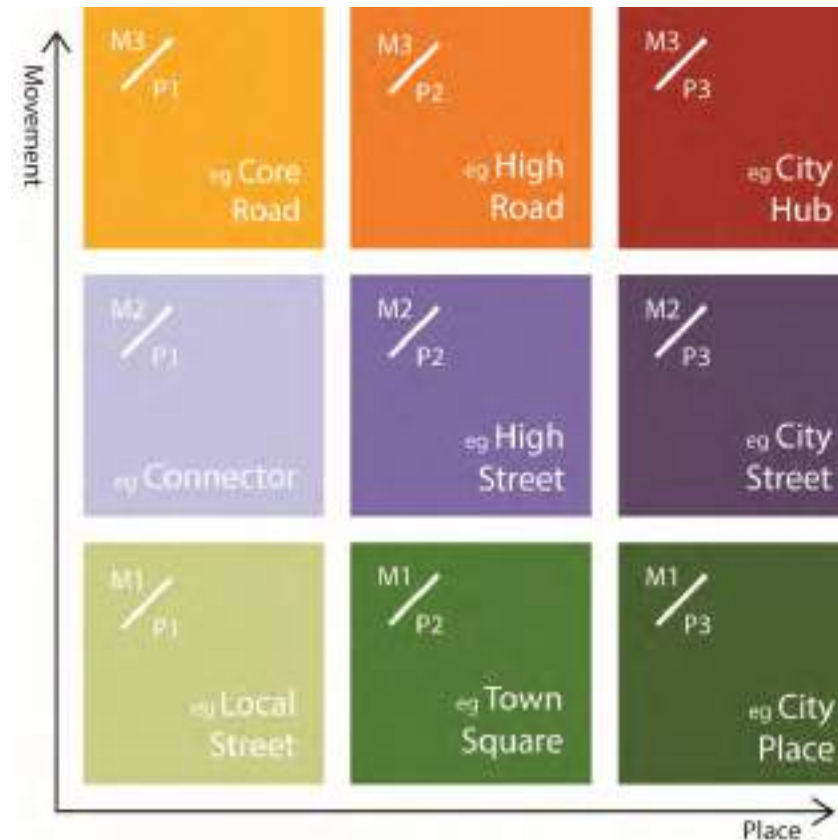 Movement
M3
P1
eg Core
Road
M3
P2
eg High
Road
M3
P3
eg City
Hub
M2
P1
eg Connector
M2
P2
eg High
Street
M2
P3
eg City
Street
M1
P1
eg Local
Street
M1
P2
eg Town
Square
M1
P3
eg City
Place
Place